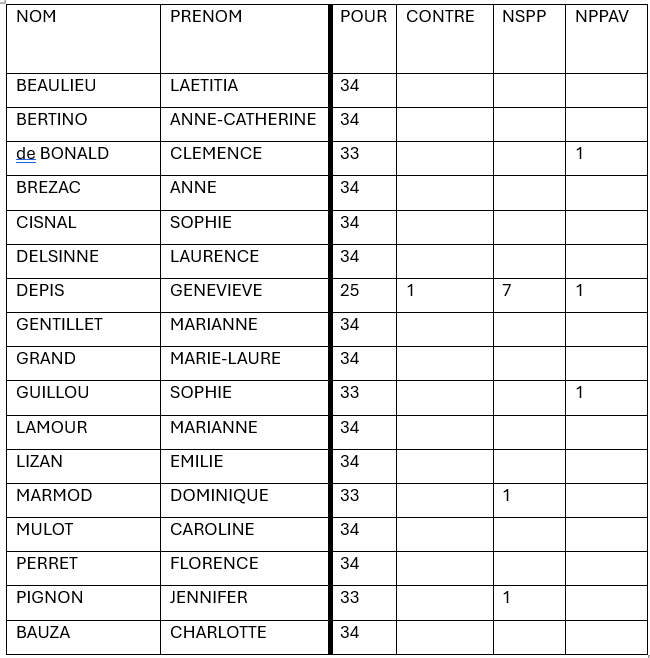 NOM PRENOM POUR CONTRE NSPP NPPAV
BEAULIEU LAETITIA 34
BERTINO ANNE-CATHERINE 34
de BONALD CLEMENCE 33 1
BREZAC ANNE 34
CISNAL SOPHIE 34
DELSINNE LAURENCE 34
DEPIS GENEVIEVE 25 1 7 1
GENTILLET MARIANNE 34
GRAND MARIE-LAURE 34
GUILLOU SOPHIE 33 1
LAMOUR MARIANNE 34
LIZAN EMILIE 34
MARMOD DOMINIQUE 33 1
MULOT CAROLINE 34
PERRET FLORENCE 34
PIGNON JENNIFER 33 1
BAUZA CHARLOTTE 34